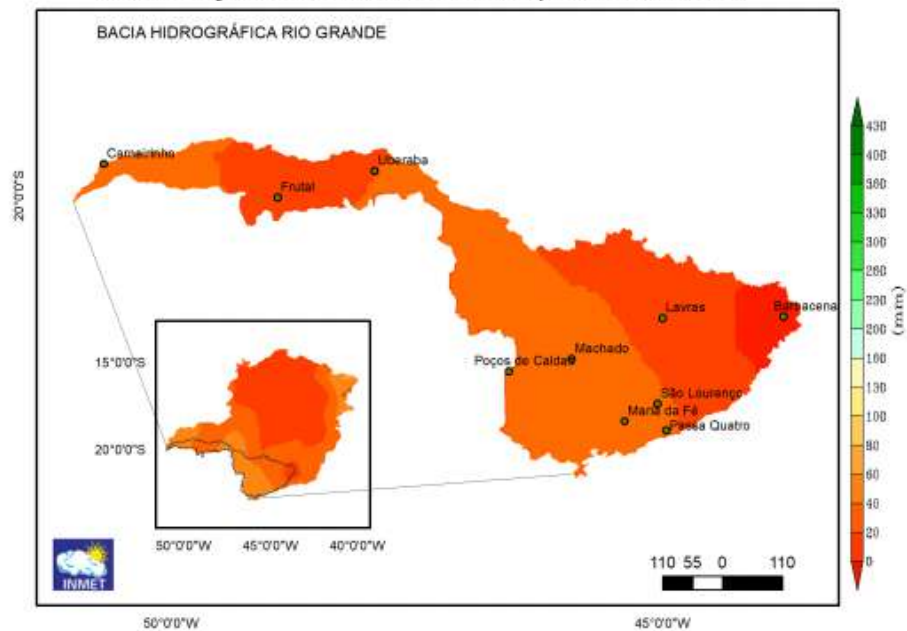 BACIA HIDROGRÁFICA RIO GRANDE
Carneirinho
Uberaba
Frutal
20°0'0"S
Lavras
Barbacena
Machado
Poços de Caldas
São Lourenço
Maria da Fé
Passa Quatro
15°0'0"S
20°0'0"S
50°0'0"W 45°0'0"W 40°0'0"W
INMET
110 55 0 110
50°0'0"W 45°0'0"W
430
400
360
330
300
260
230
200
160
130
100
80
60
40
20
0
(mm)